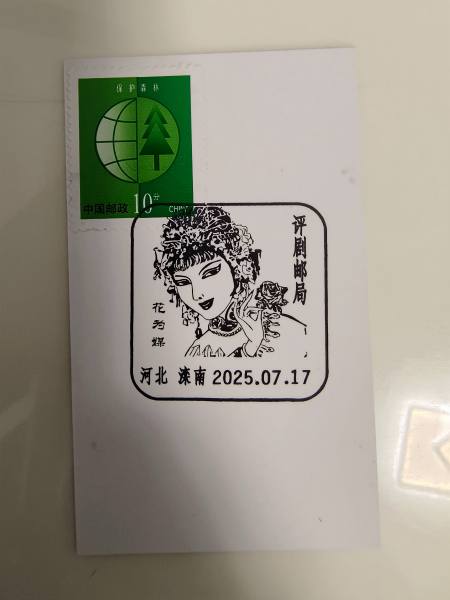 保护森林
中国邮政 10分 CHINA
评剧邮局
花为媒
河北 滦南 2025.07.17